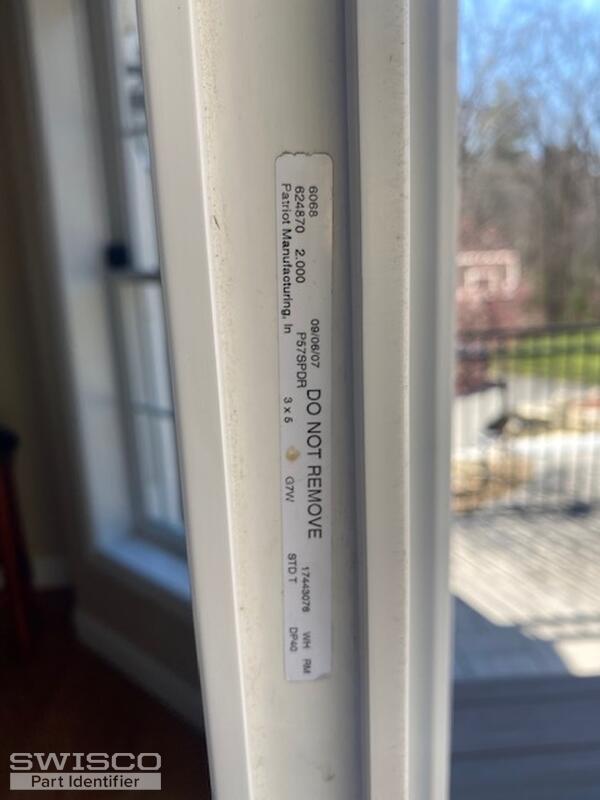 6068 09/06/07 DO NOT REMOVE 17443078 WH RM
624870 2.000 P57SPDR 3 x 5 G7W STD T DP40
Patriot Manufacturing, In
SWISCO
Part Identifier